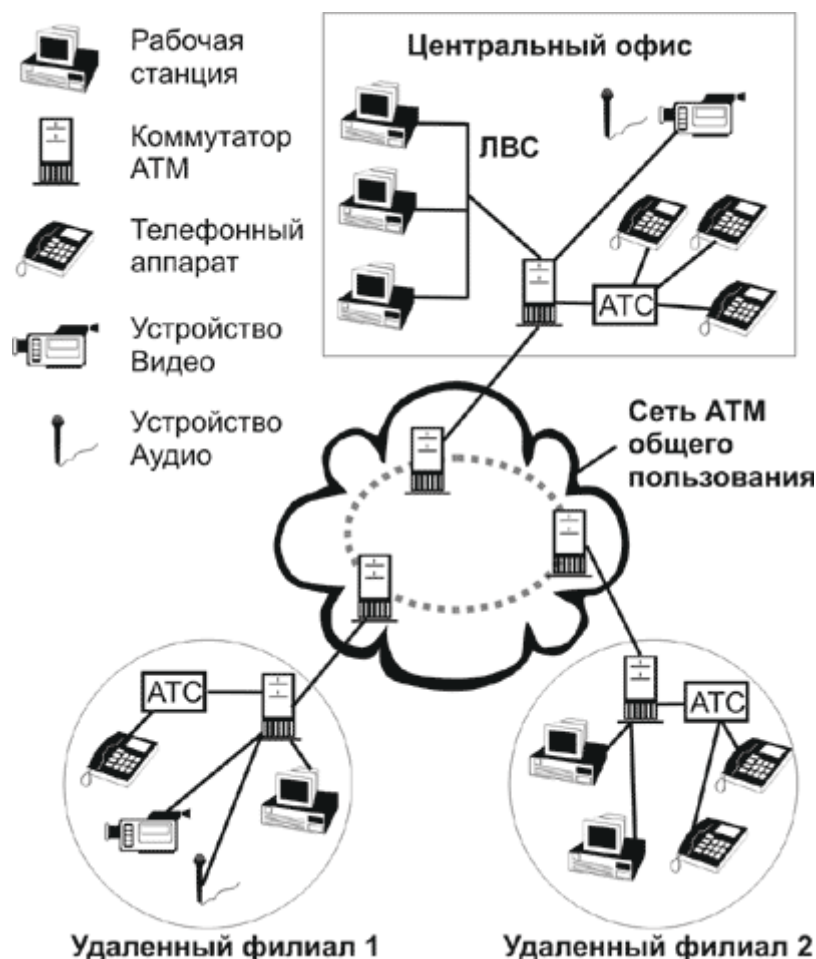 Рабочая
станция
Коммутатор
АТМ
Телефонный
аппарат
Устройство
Видео
Устройство
Аудио
Центральный офис
ЛВС
АТС
Сеть АТМ
общего
пользования
АТС
АТС
Удаленный филиал 1
Удаленный филиал 2